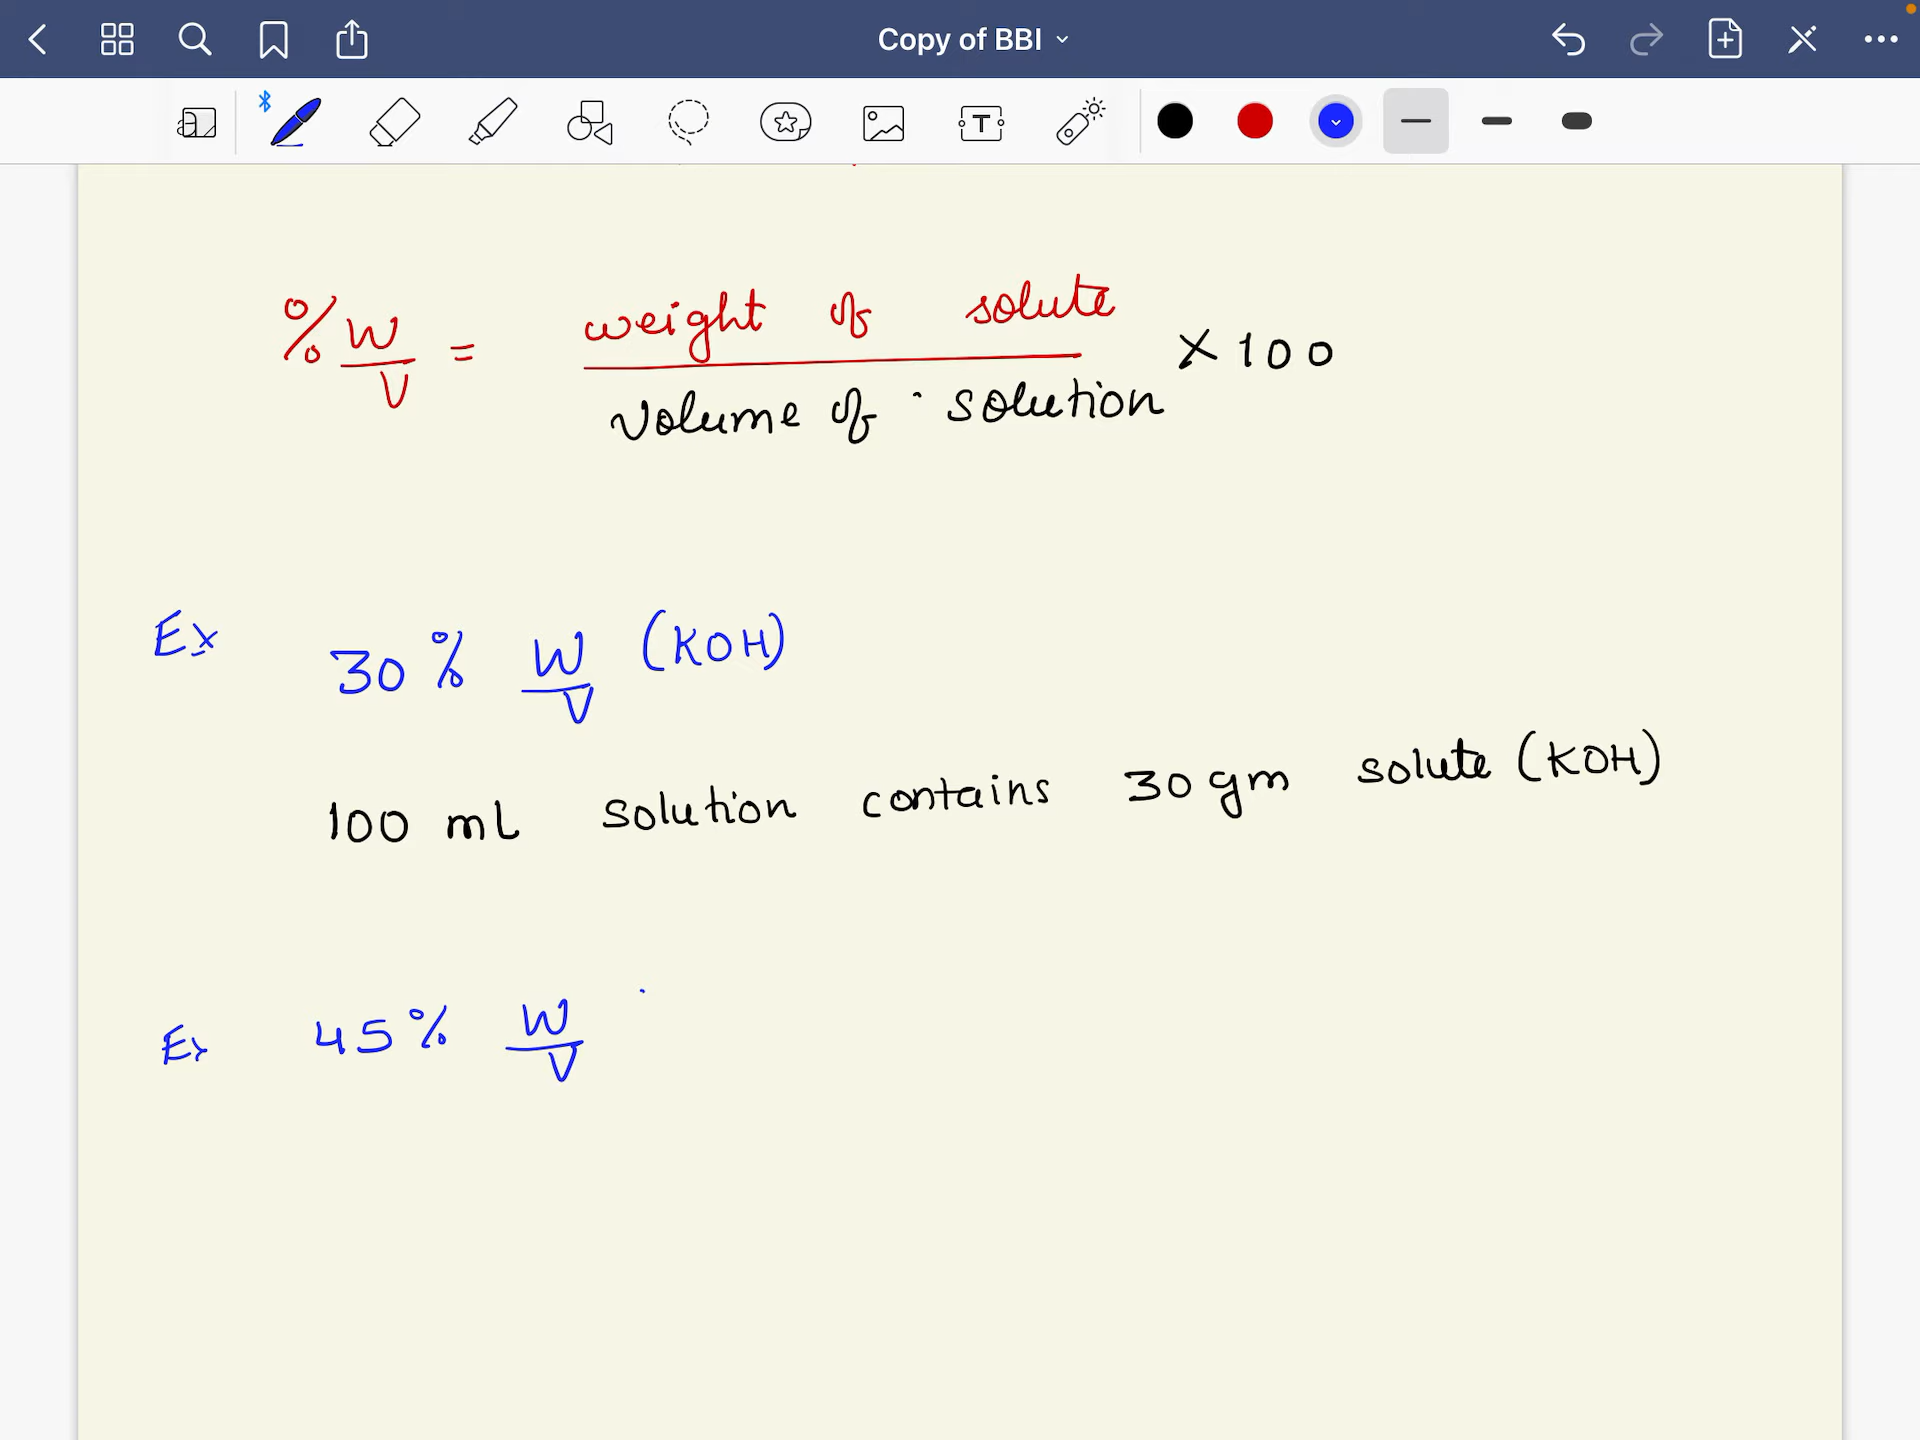 Copy of BBI
% W/V = weight of solute / volume of solution × 100
Ex 30 % W/V (KOH)
100 mL solution contains 30 gm solute (KOH)
Ex 45 % W/V